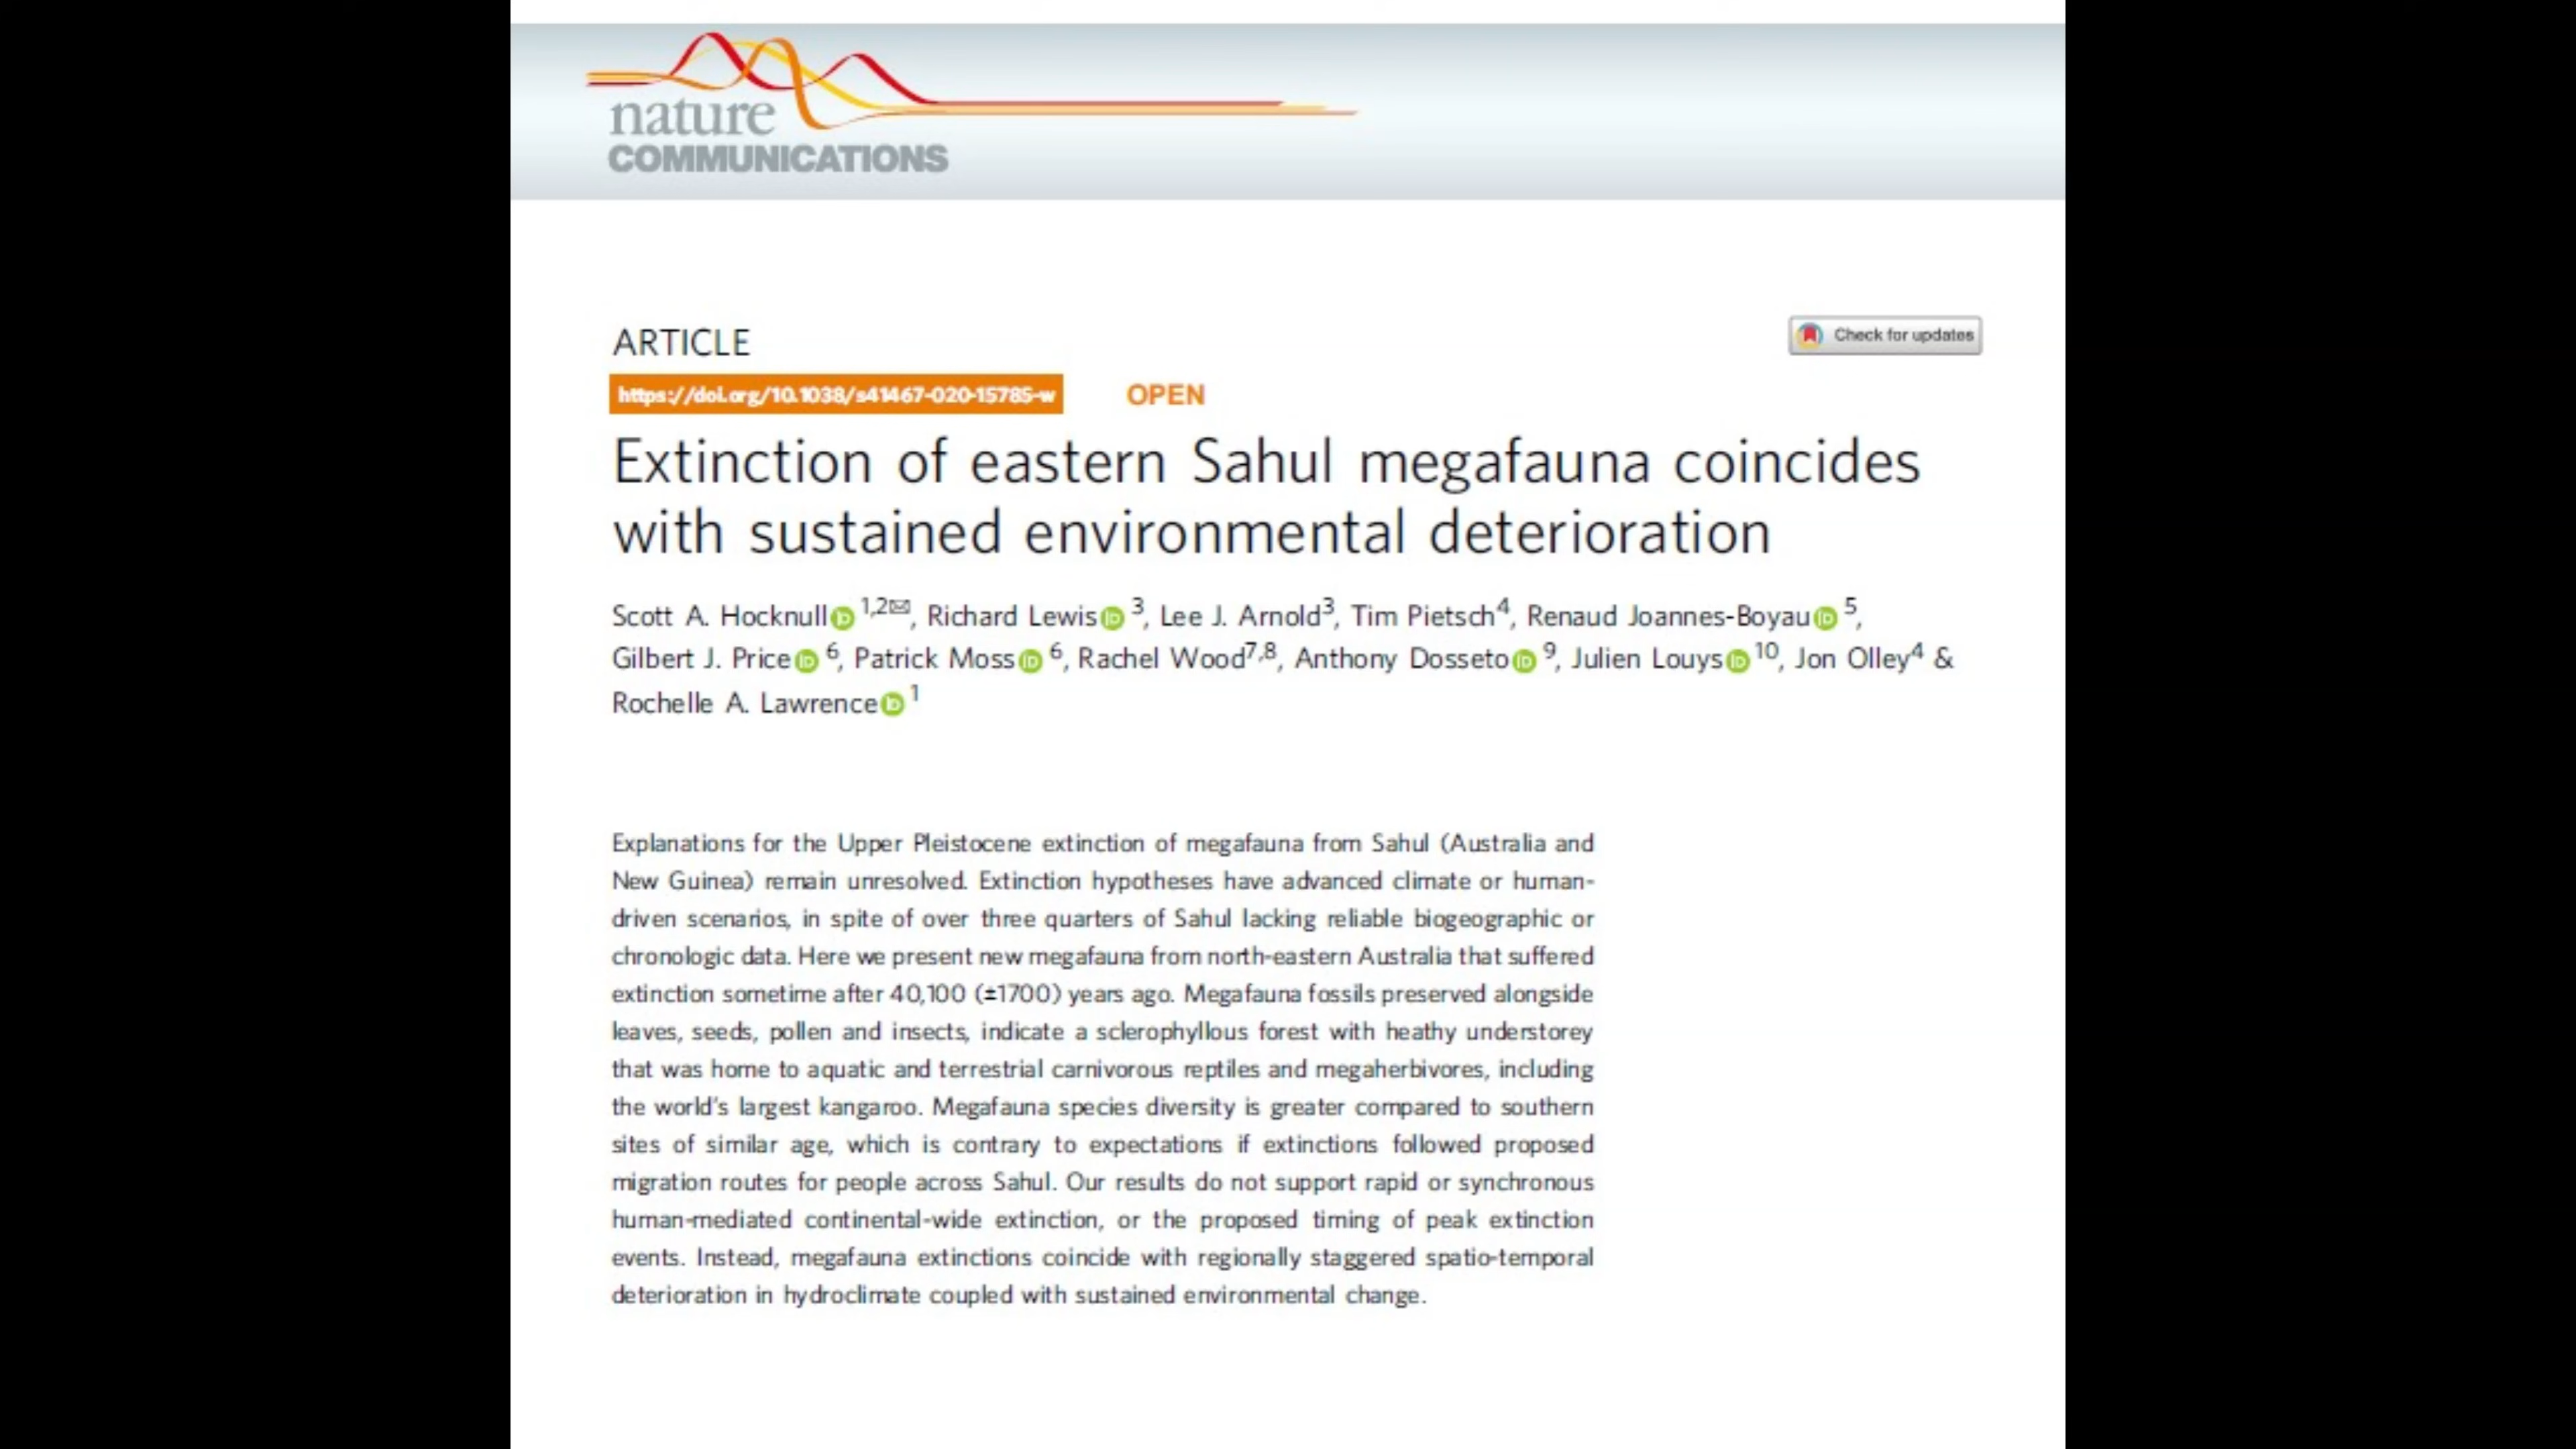 nature
COMMUNICATIONS
ARTICLE
Check for updates
https://doi.org/10.1038/s41467-020-15785-w OPEN
Extinction of eastern Sahul megafauna coincides
with sustained environmental deterioration
Scott A. Hocknull iD 1,2✉, Richard Lewis iD 3, Lee J. Arnold3, Tim Pietsch4, Renaud Joannes-Boyau iD 5,
Gilbert J. Price iD 6, Patrick Moss iD 6, Rachel Wood7,8, Anthony Dosseto iD 9, Julien Louys iD 10, Jon Olley4 &
Rochelle A. Lawrence iD 1
Explanations for the Upper Pleistocene extinction of megafauna from Sahul (Australia and
New Guinea) remain unresolved. Extinction hypotheses have advanced climate or human-
driven scenarios, in spite of over three quarters of Sahul lacking reliable biogeographic or
chronologic data. Here we present new megafauna from north-eastern Australia that suffered
extinction sometime after 40,100 (±1700) years ago. Megafauna fossils preserved alongside
leaves, seeds, pollen and insects, indicate a sclerophyllous forest with heathy understorey
that was home to aquatic and terrestrial carnivorous reptiles and megaherbivores, including
the world's largest kangaroo. Megafauna species diversity is greater compared to southern
sites of similar age, which is contrary to expectations if extinctions followed proposed
migration routes for people across Sahul. Our results do not support rapid or synchronous
human-mediated continental-wide extinction, or the proposed timing of peak extinction
events. Instead, megafauna extinctions coincide with regionally staggered spatio-temporal
deterioration in hydroclimate coupled with sustained environmental change.